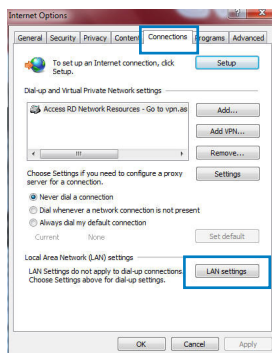 Internet Options
General Security Privacy Content Connections Programs Advanced
To set up an Internet connection, click
Setup.
Setup
Dial-up and Virtual Private Network settings
Access RD Network Resources - Go to vpn.as
Add...
Add VPN...
Remove...
Choose Settings if you need to configure a proxy
server for a connection.
Settings
Never dial a connection
Dial whenever a network connection is not present
Always dial my default connection
Current None
Set default
Local Area Network (LAN) settings
LAN Settings do not apply to dial-up connections.
Choose Settings above for dial-up settings.
LAN settings
OK Cancel Apply